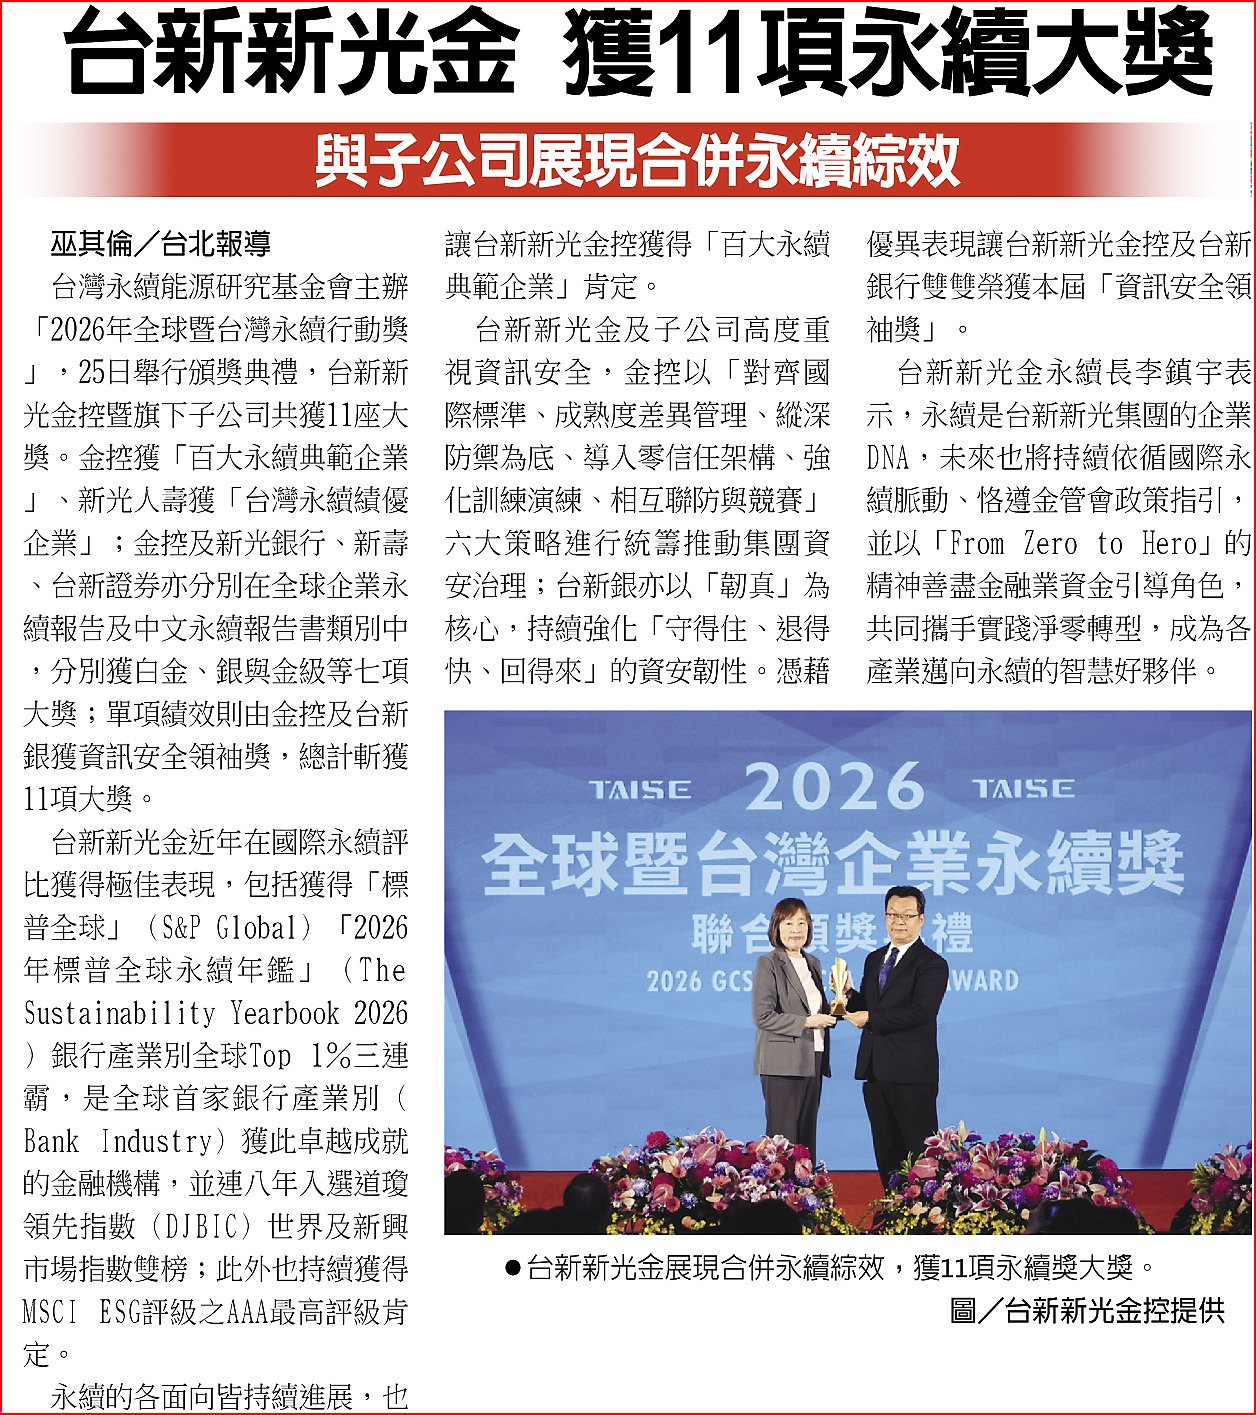 台新新光金 獲11項永續大獎
與子公司展現合併永續綜效
巫其倫／台北報導
台灣永續能源研究基金會主辦
「2026年全球暨台灣永續行動獎
」，25日舉行頒獎典禮，台新新
光金控暨旗下子公司共獲11座大
獎。金控獲「百大永續典範企業
」、新光人壽獲「台灣永續績優
企業」；金控及新光銀行、新壽
、台新證券亦分別在全球企業永
續報告及中文永續報告書類別中
，分別獲白金、銀與金級等七項
大獎；單項績效則由金控及台新
銀獲資訊安全領袖獎，總計斬獲
11項大獎。
台新新光金近年在國際永續評
比獲得極佳表現，包括獲得「標
普全球」（S&P Global）「2026
年標普全球永續年鑑」（The
Sustainability Yearbook 2026
）銀行產業別全球Top 1%三連
霸，是全球首家銀行產業別（
Bank Industry）獲此卓越成就
的金融機構，並連八年入選道瓊
領先指數（DJBIC）世界及新興
市場指數雙榜；此外也持續獲得
MSCI ESG評級之AAA最高評級肯
定。
永續的各面向皆持續進展，也
讓台新新光金控獲得「百大永續
典範企業」肯定。
台新新光金及子公司高度重
視資訊安全，金控以「對齊國
際標準、成熟度差異管理、縱深
防禦為底、導入零信任架構、強
化訓練演練、相互聯防與競賽」
六大策略進行統籌推動集團資
安治理；台新銀亦以「韌真」為
核心，持續強化「守得住、退得
快、回得來」的資安韌性。憑藉
優異表現讓台新新光金控及台新
銀行雙雙榮獲本屆「資訊安全領
袖獎」。
台新新光金永續長李鎮宇表
示，永續是台新新光集團的企業
DNA，未來也將持續依循國際永
續脈動、恪遵金管會政策指引，
並以「From Zero to Hero」的
精神善盡金融業資金引導角色，
共同攜手實踐淨零轉型，成為各
產業邁向永續的智慧好夥伴。
TAISE 2026 TAISE
全球暨台灣企業永續獎
聯合頒獎 禮
2026 GCS AWARD
●台新新光金展現合併永續綜效，獲11項永續獎大獎。
圖／台新新光金控提供